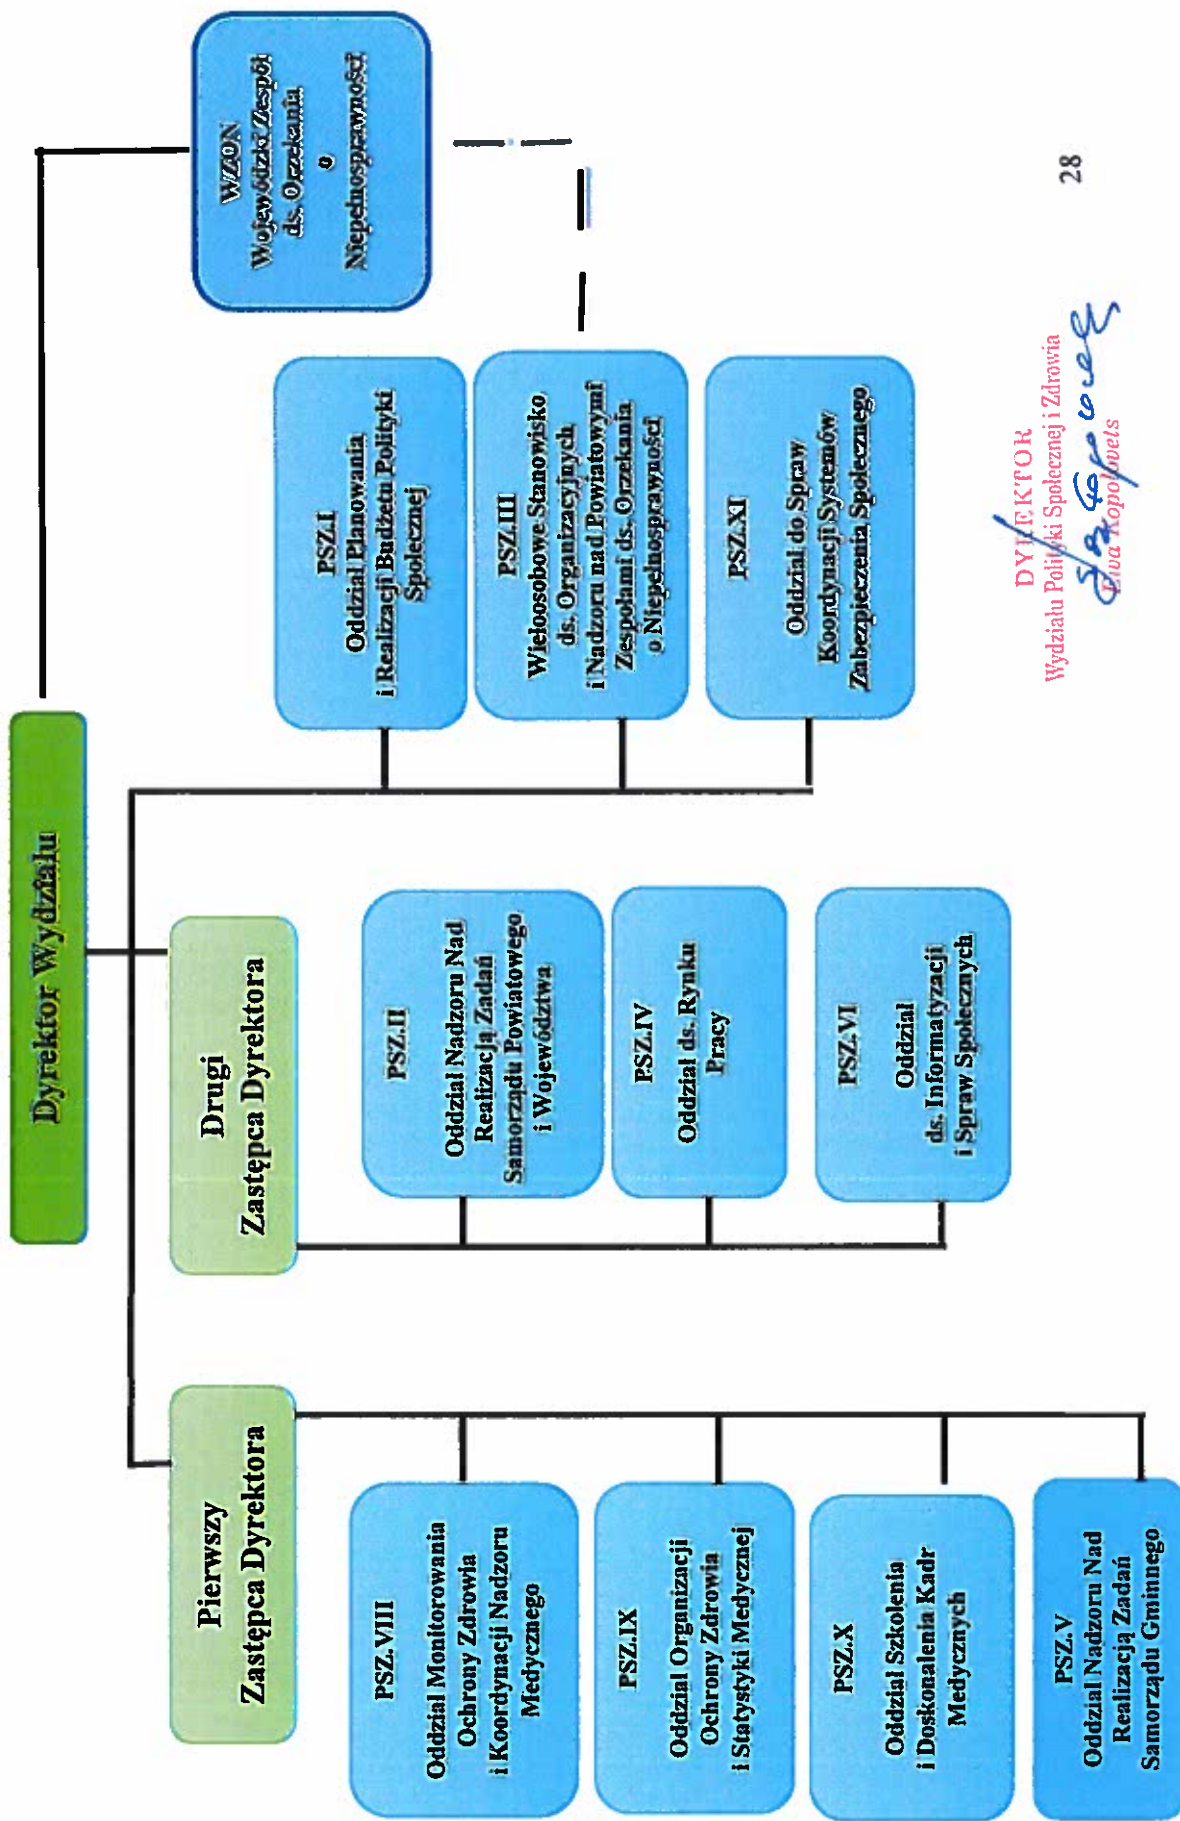 Dyrektor Wydziału
Pierwszy
Zastępca Dyrektora
Drugi
Zastępca Dyrektora
WZON
Wojewódzki Zespół
ds. Orzekania
o
Niepełnosprawności
PSZ.VIII
Oddział Monitorowania
Ochrony Zdrowia
i Koordynacji Nadzoru
Medycznego
PSZ.IX
Oddział Organizacji
Ochrony Zdrowia
i Statystyki Medycznej
PSZ.X
Oddział Szkolenia
i Doskonalenia Kadr
Medycznych
PSZ.V
Oddział Nadzoru Nad
Realizacją Zadań
Samorządu Gminnego
PSZ.II
Oddział Nadzoru Nad
Realizacją Zadań
Samorządu Powiatowego
i Województwa
PSZ.IV
Oddział ds. Rynku
Pracy
PSZ.VI
Oddział
ds. Informatyzacji
i Spraw Społecznych
PSZ.I
Oddział Planowania
i Realizacji Budżetu Polityki
Społecznej
PSZ.III
Wieloosobowe Stanowisko
ds. Organizacyjnych
i Nadzoru nad Powiatowymi
Zespołami ds. Orzekania
o Niepełnosprawności
PSZ.XI
Oddział do Spraw
Koordynacji Systemów
Zabezpieczenia Społecznego
DYREKTOR
Wydziału Polityki Społecznej i Zdrowia
Ewa Kopolovets
28